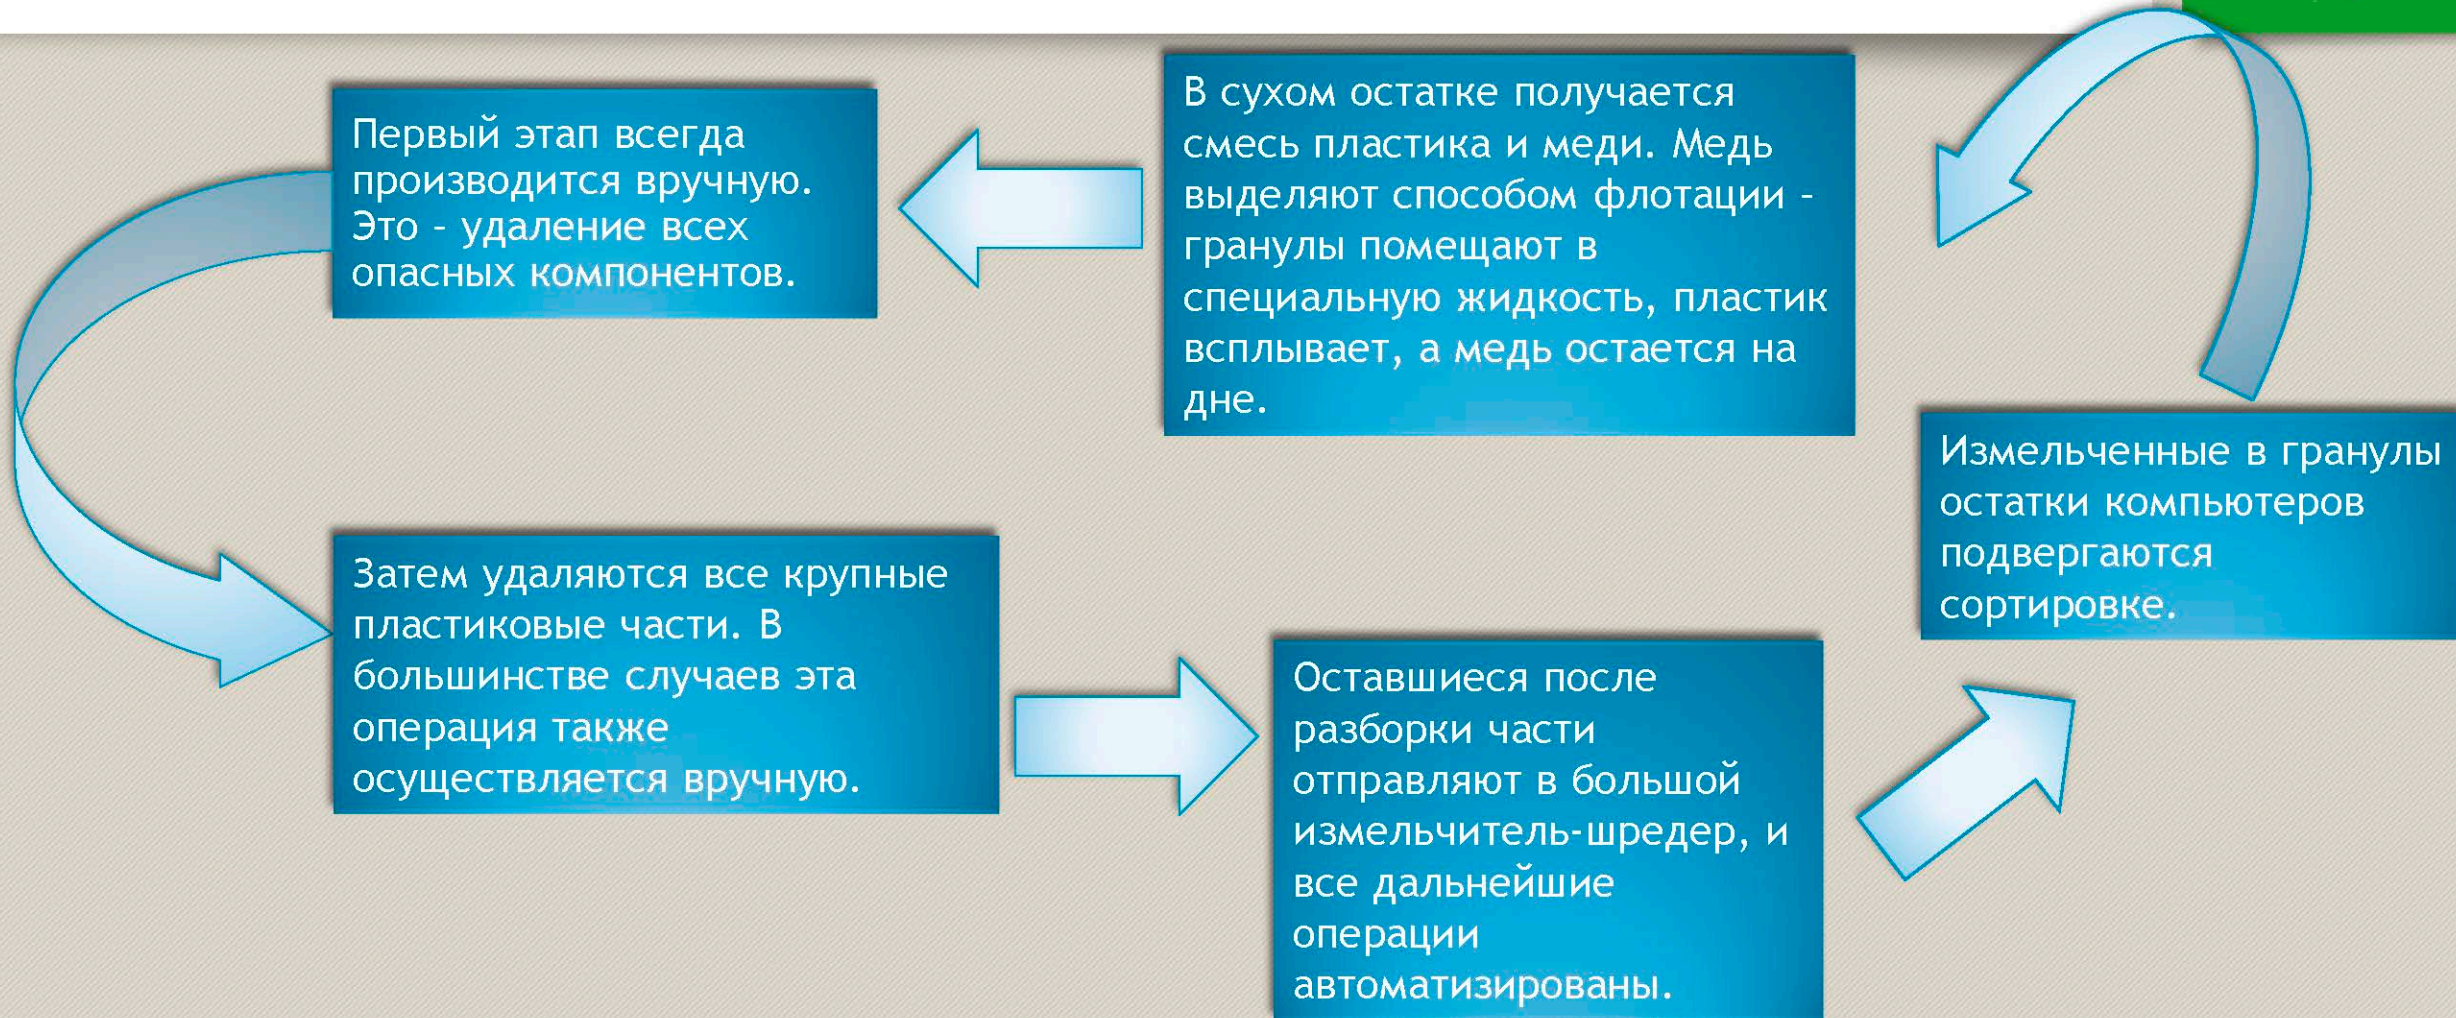 Первый этап всегда
производится вручную.
Это - удаление всех
опасных компонентов.
Затем удаляются все крупные
пластиковые части. В
большинстве случаев эта
операция также
осуществляется вручную.
Оставшиеся после
разборки части
отправляют в большой
измельчитель-шредер, и
все дальнейшие
операции
автоматизированы.
Измельченные в гранулы
остатки компьютеров
подвергаются
сортировке.
В сухом остатке получается
смесь пластика и меди. Медь
выделяют способом флотации -
гранулы помещают в
специальную жидкость, пластик
всплывает, а медь остается на
дне.